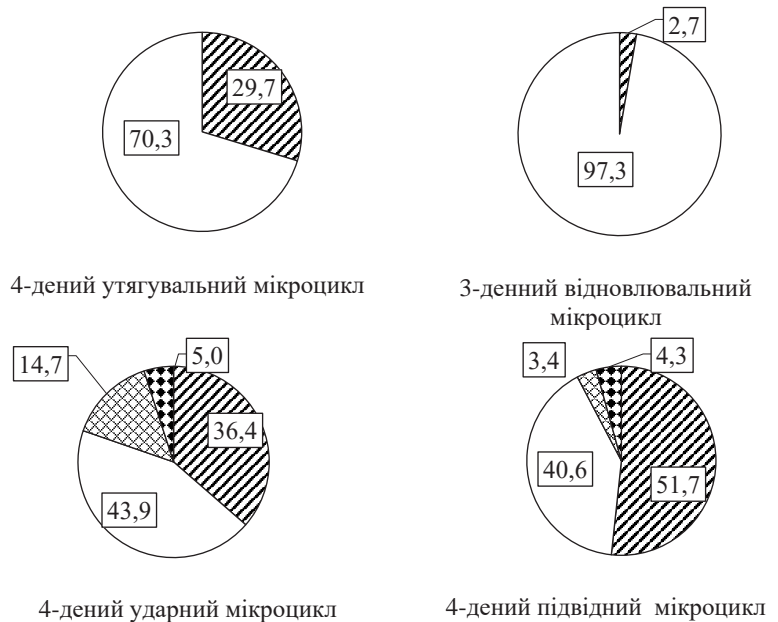 2,7
29,7
70,3
97,3
4-дений утягувальний мікроцикл
3-денний відновлювальний
мікроцикл
14,7
5,0
36,4
43,9
3,4
4,3
40,6
51,7
4-дений ударний мікроцикл
4-дений підвідний мікроцикл